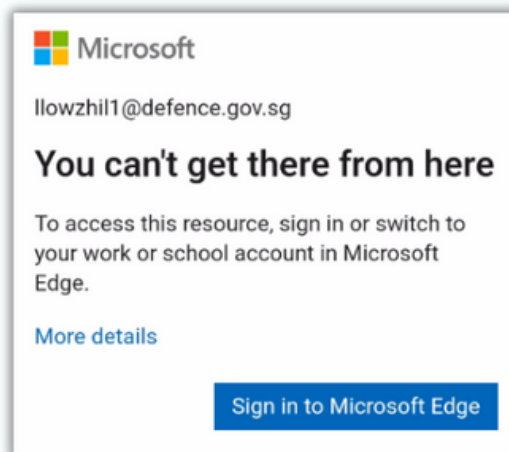 Microsoft
llowzhil1@defence.gov.sg
You can't get there from here
To access this resource, sign in or switch to
your work or school account in Microsoft
Edge.
More details
Sign in to Microsoft Edge